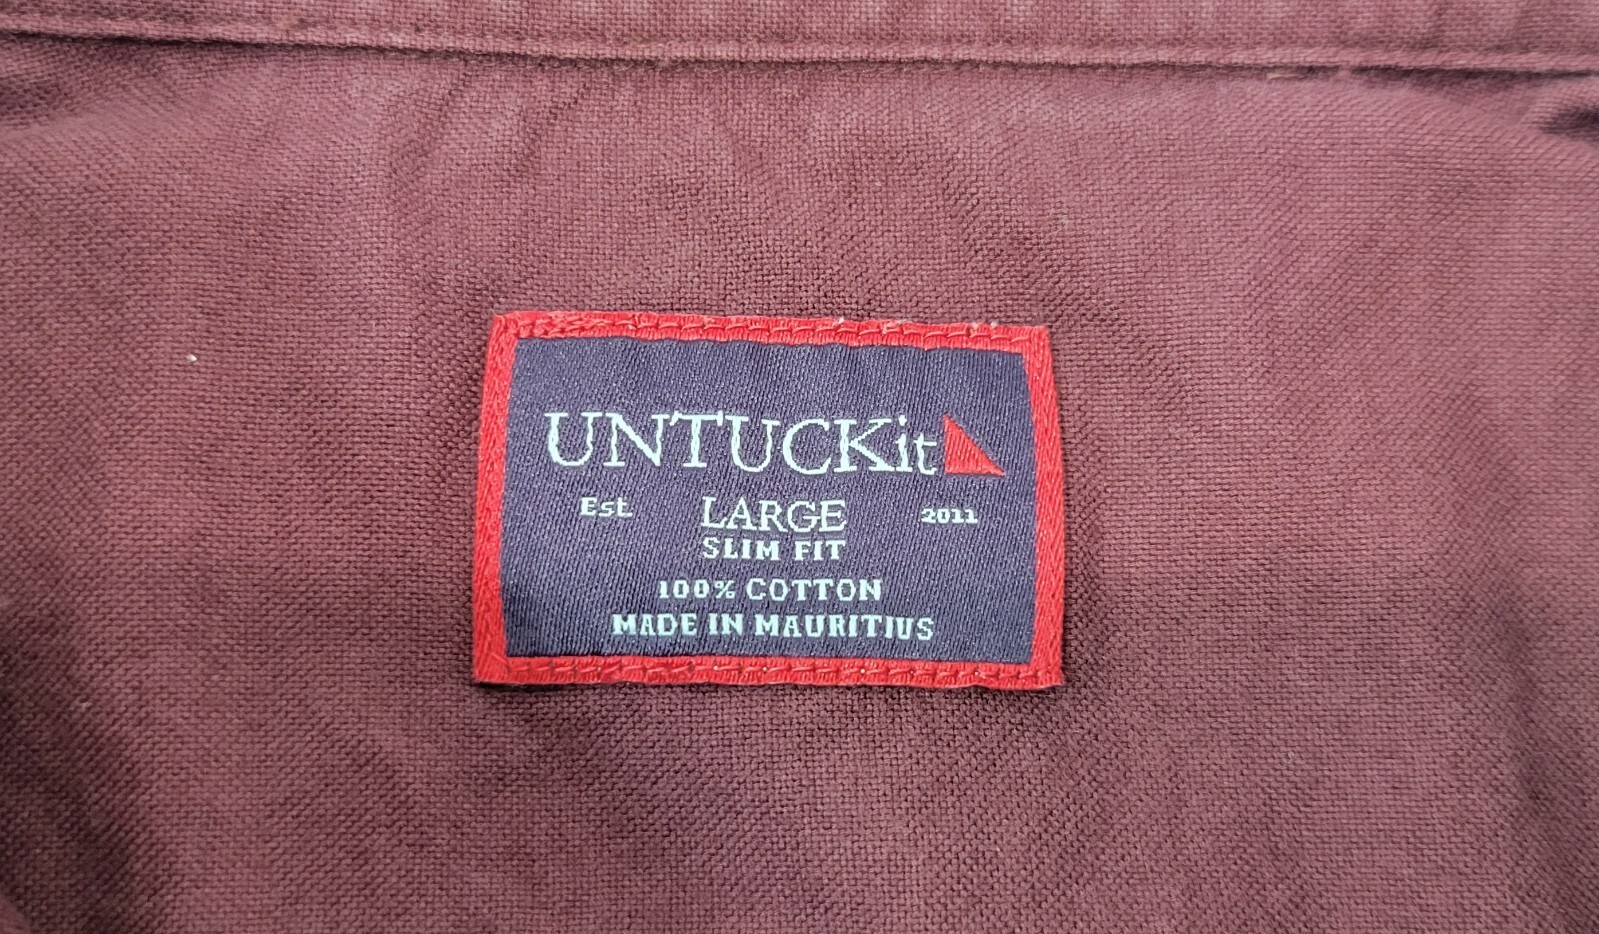 UNTUCKit
Est LARGE 2011
SLIM FIT
100% COTTON
MADE IN MAURITIUS